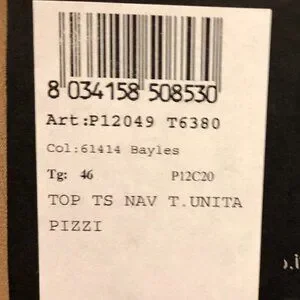 8 034158 508530
Art:P12049 T6380
Col:61414 Bayles
Tg: 46 P12C20
TOP TS NAV T.UNITA
PIZZI